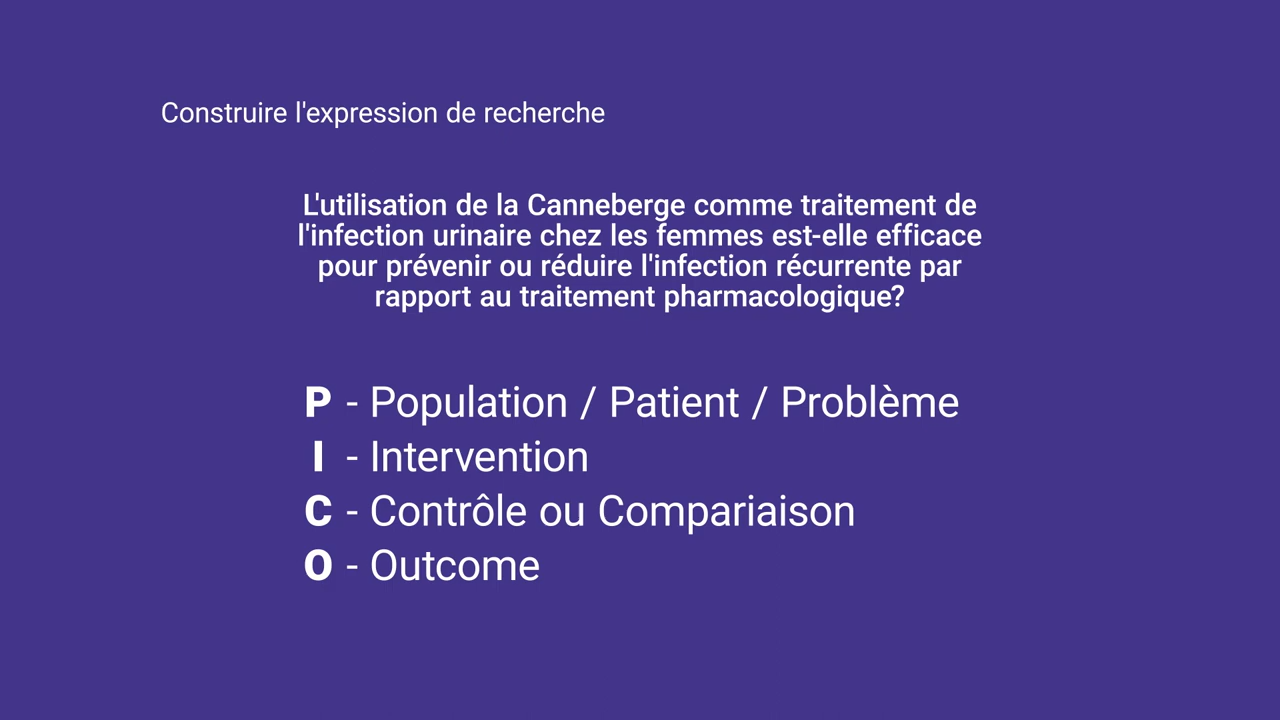 Construire l'expression de recherche
L'utilisation de la Canneberge comme traitement de
l'infection urinaire chez les femmes est-elle efficace
pour prévenir ou réduire l'infection récurrente par
rapport au traitement pharmacologique?
P - Population / Patient / Problème
I - Intervention
C - Contrôle ou Compariaison
O - Outcome